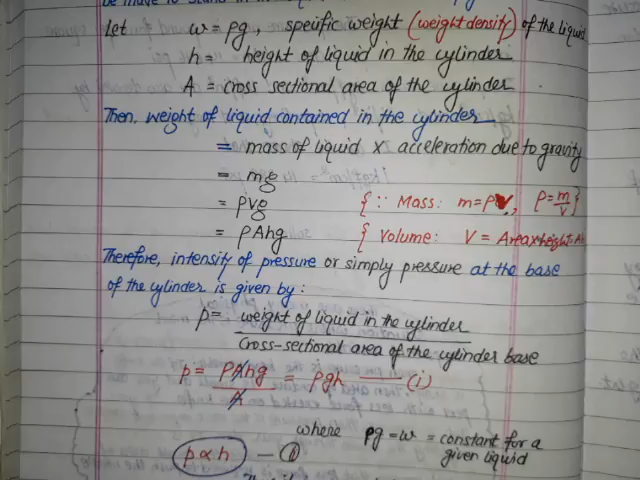 Let w = ρg, specific weight (weight density) of the liquid
h = height of liquid in the cylinder
A = cross sectional area of the cylinder
Then, weight of liquid contained in the cylinder
= mass of liquid × acceleration due to gravity
= mg
= ρvg { ∵ Mass: m=ρV, ρ=m/v }
= ρAhg { Volume: V = Area×height
Therefore, intensity of pressure or simply pressure at the base
of the cylinder is given by:
p= weight of liquid in the cylinder
Cross-sectional area of the cylinder base
p = ρAhg/A = ρgh —— (i)
where ρg = w = constant for a
given liquid
p ∝ h — ①